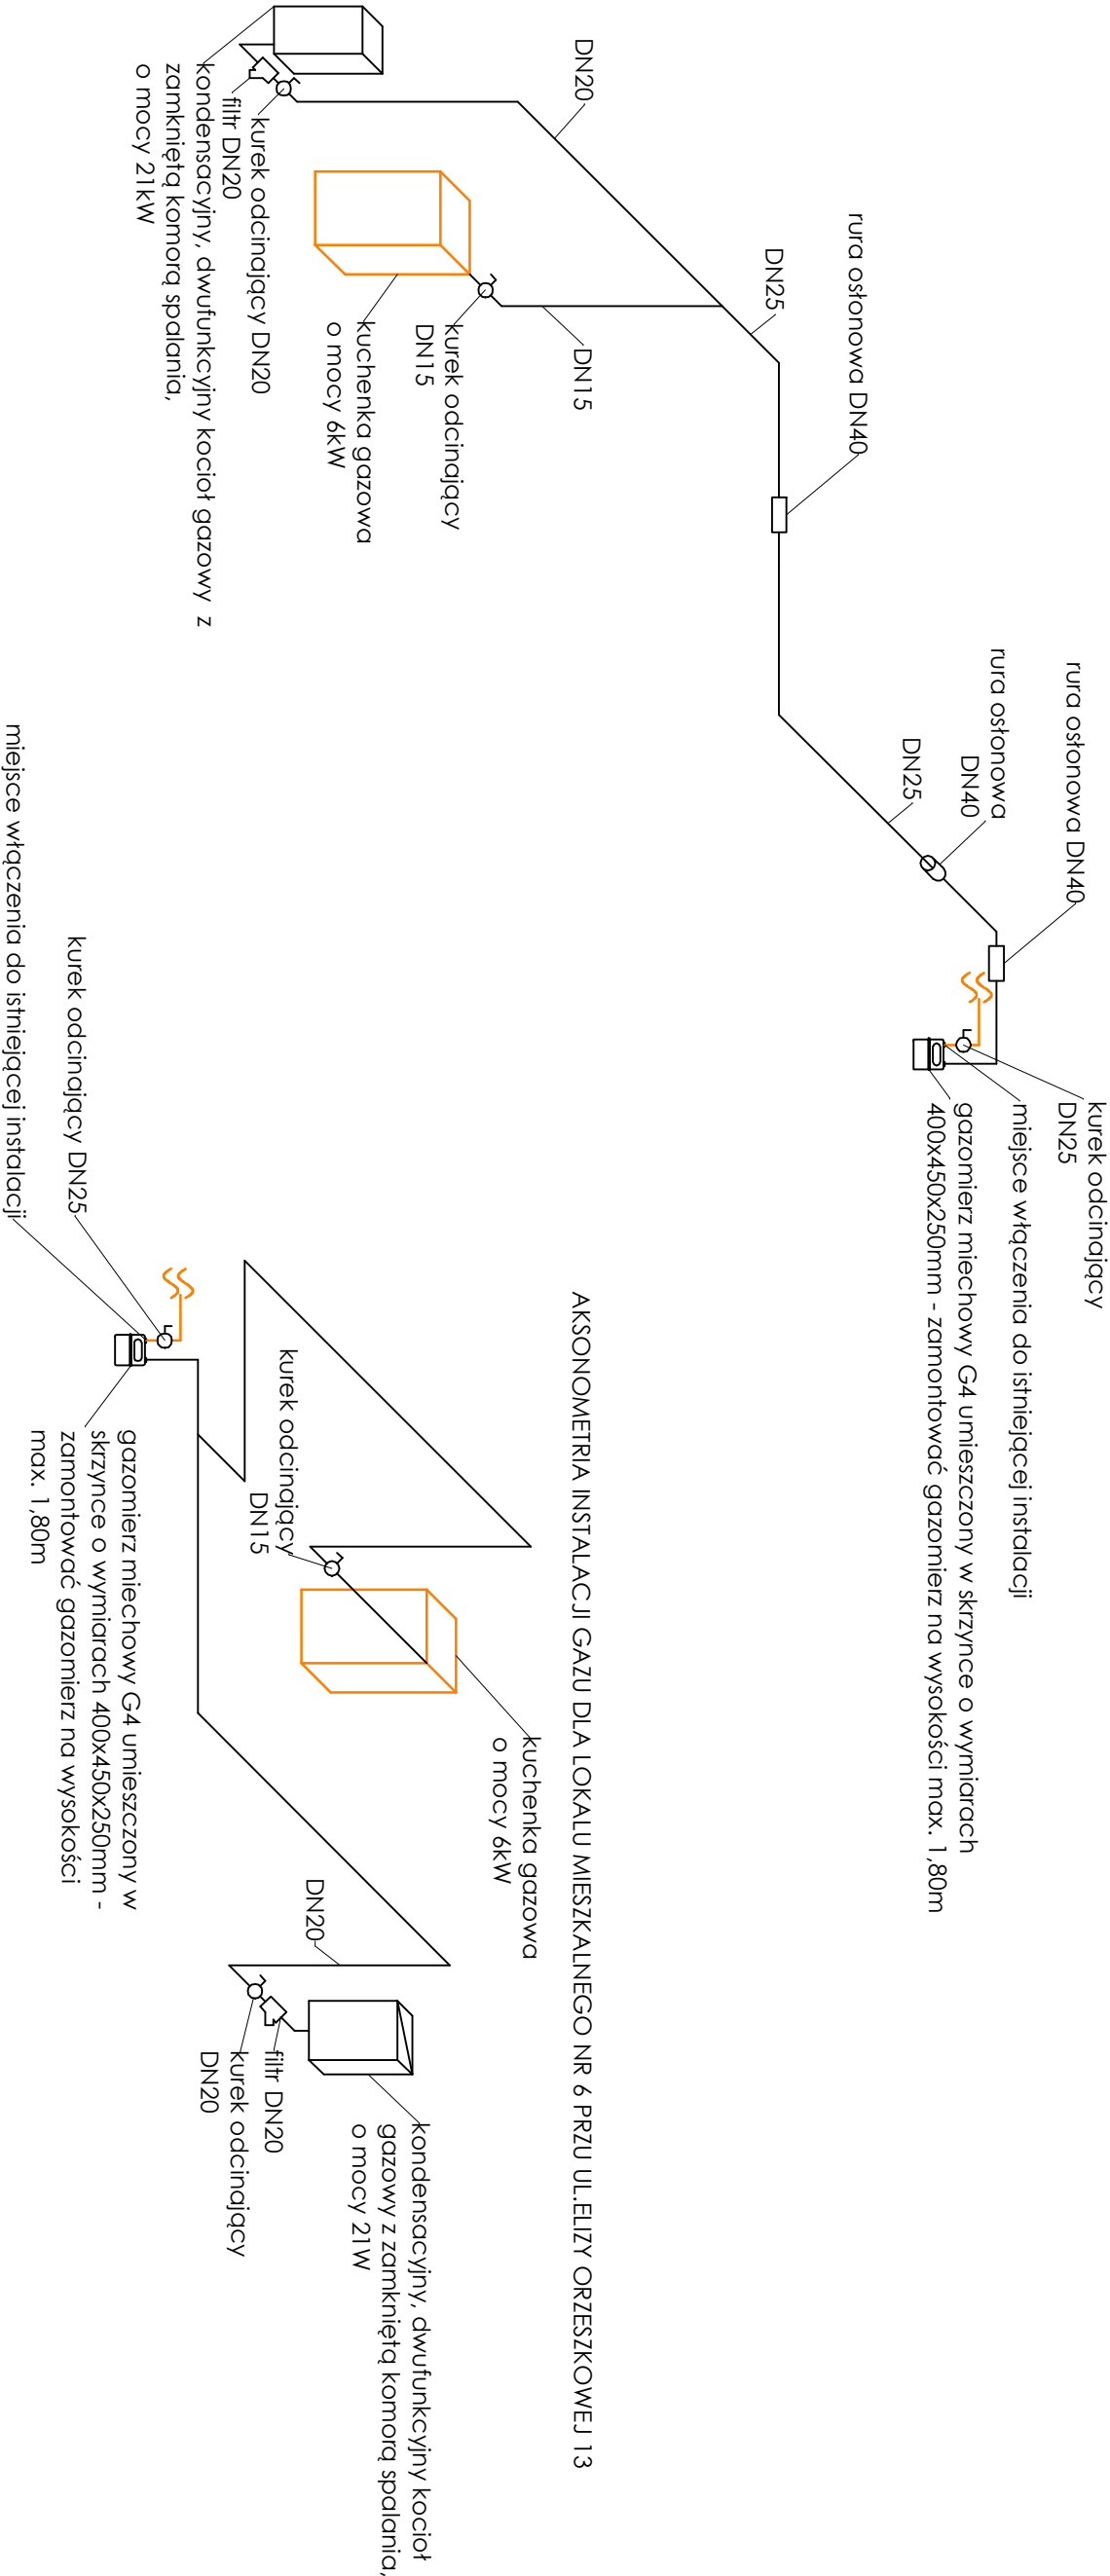 kurek odcinający
DN25
miejsce włączenia do istniejącej instalacji
gazomierz miechowy G4 umieszczony w skrzynce o wymiarach
400x450x250mm - zamontować gazomierz na wysokości max. 1,80m
rura osłonowa DN40
rura osłonowa
DN40
DN25
rura osłonowa DN40
DN25
DN20
DN15
kurek odcinający
DN15
kuchenka gazowa
o mocy 6kW
kurek odcinający DN20
filtr DN20
kondensacyjny, dwufunkcyjny kocioł gazowy z
zamkniętą komorą spalania,
o mocy 21kW
AKSONOMETRIA INSTALACJI GAZU DLA LOKALU MIESZKALNEGO NR 6 PRZU UL.ELIZY ORZESZKOWEJ 13
kuchenka gazowa
o mocy 6kW
kurek odcinający
DN15
DN20
kondensacyjny, dwufunkcyjny kocioł
gazowy z zamkniętą komorą spalania,
o mocy 21W
filtr DN20
kurek odcinający
DN20
gazomierz miechowy G4 umieszczony w
skrzynce o wymiarach 400x450x250mm -
zamontować gazomierz na wysokości
max. 1,80m
kurek odcinający DN25
miejsce włączenia do istniejącej instalacji